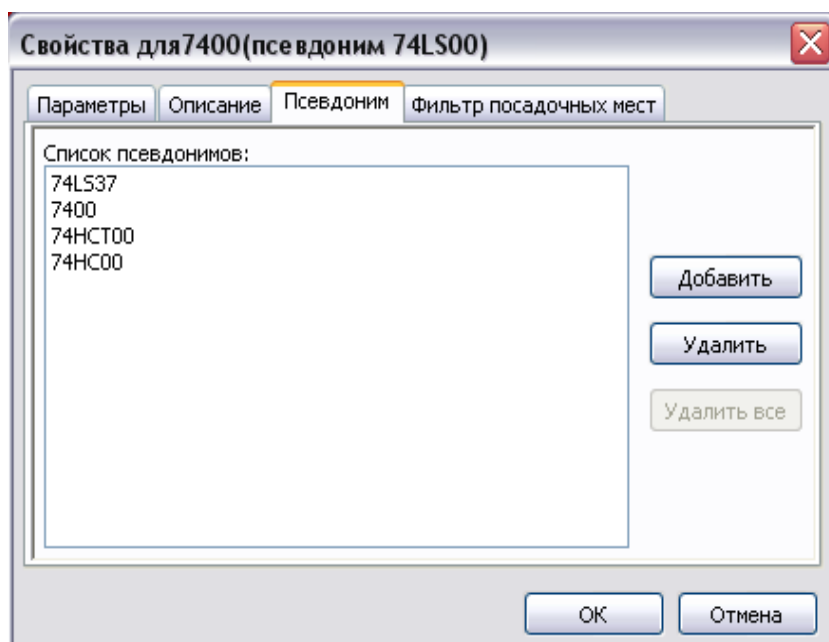 Свойства для7400(псевдоним 74LS00)
Параметры Описание Псевдоним Фильтр посадочных мест
Список псевдонимов:
74LS37
7400
74HCT00
74HC00
Добавить
Удалить
Удалить все
ОК Отмена